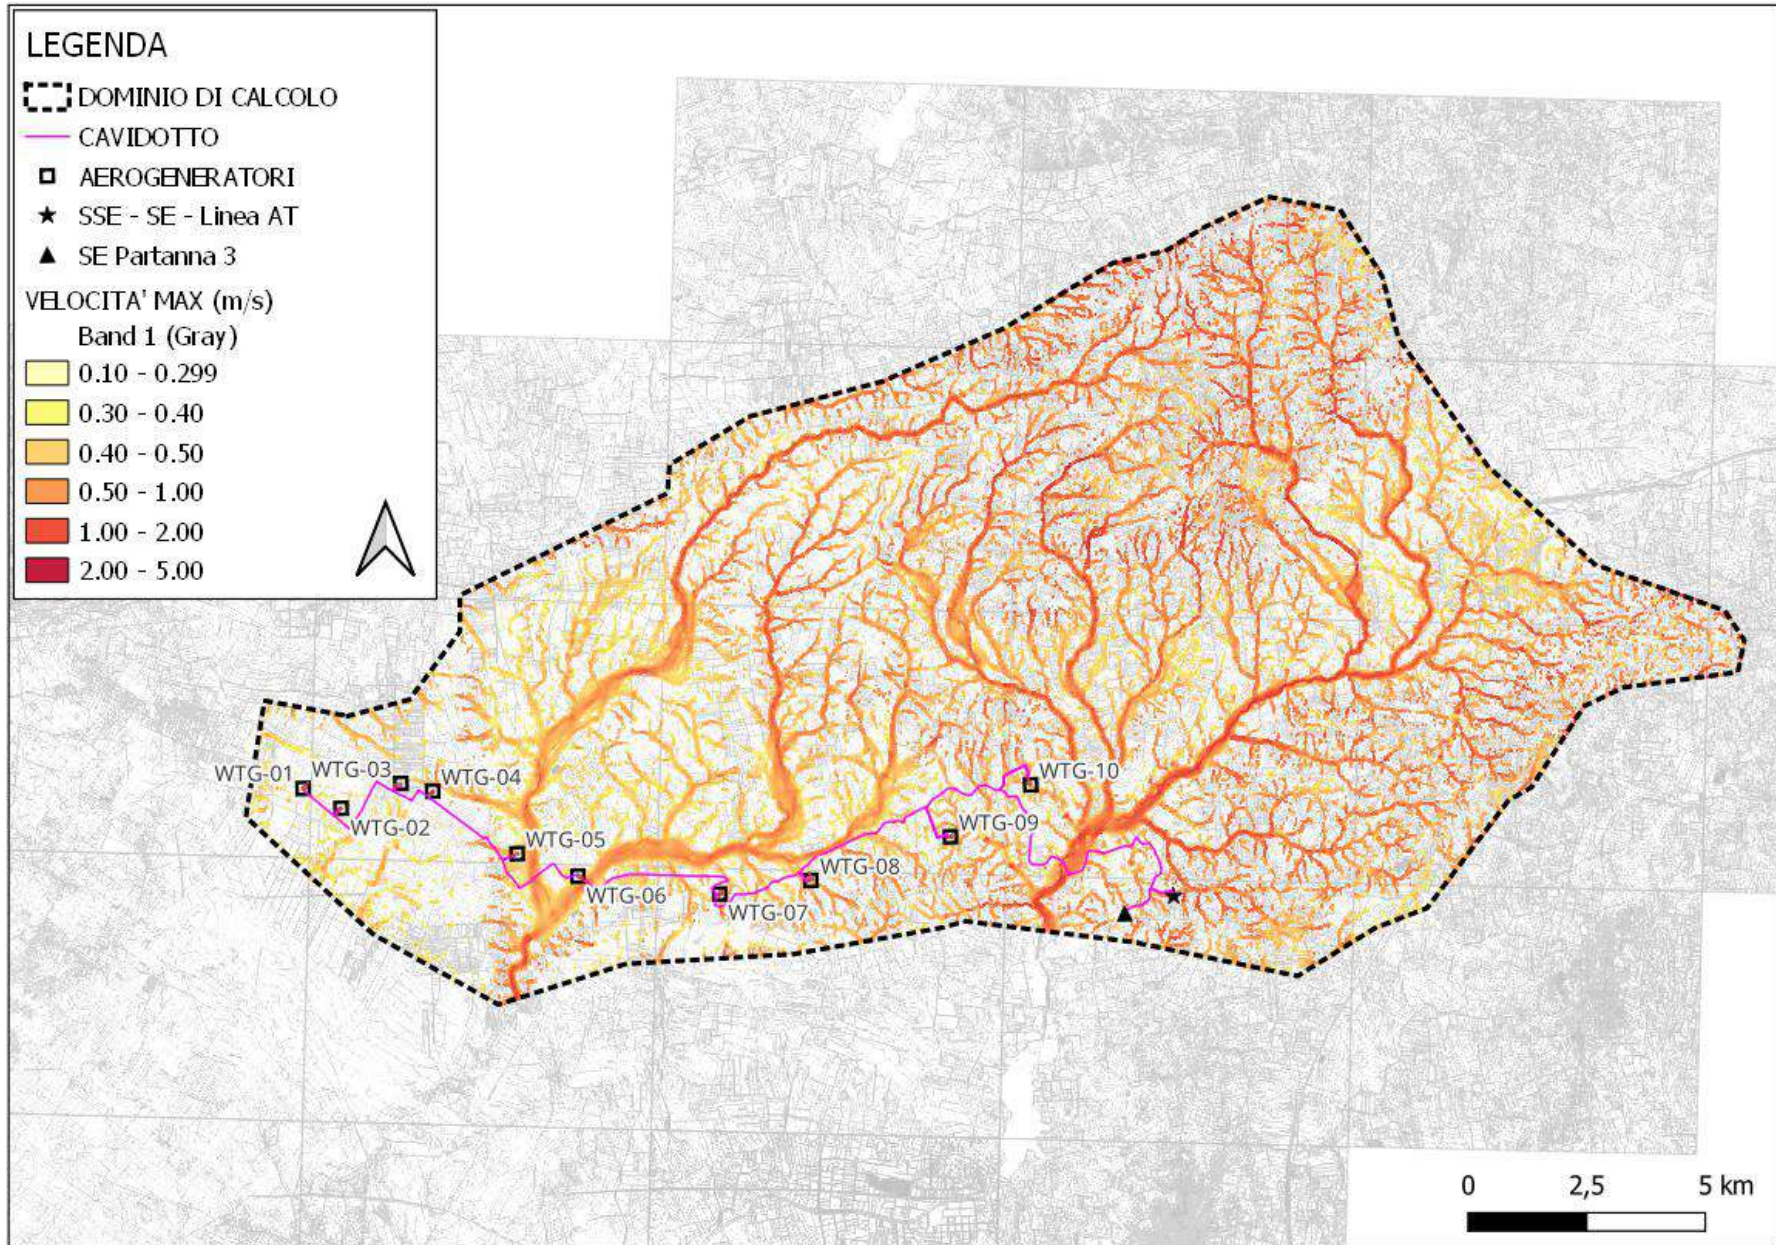 LEGENDA
DOMINIO DI CALCOLO
CAVIDOTTO
AEROGENERATORI
SSE - SE - Linea AT
SE Partanna 3
VELOCITA' MAX (m/s)
Band 1 (Gray)
0.10 - 0.299
0.30 - 0.40
0.40 - 0.50
0.50 - 1.00
1.00 - 2.00
2.00 - 5.00
WTG-01
WTG-03
WTG-04
WTG-02
WTG-05
WTG-06
WTG-07
WTG-08
WTG-09
WTG-10
0 2,5 5 km